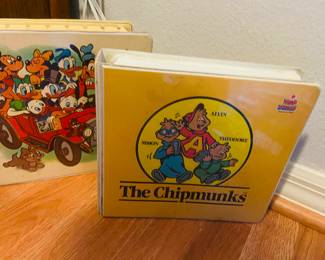 ALVIN
SIMON
THEODORE
A
The Chipmunks